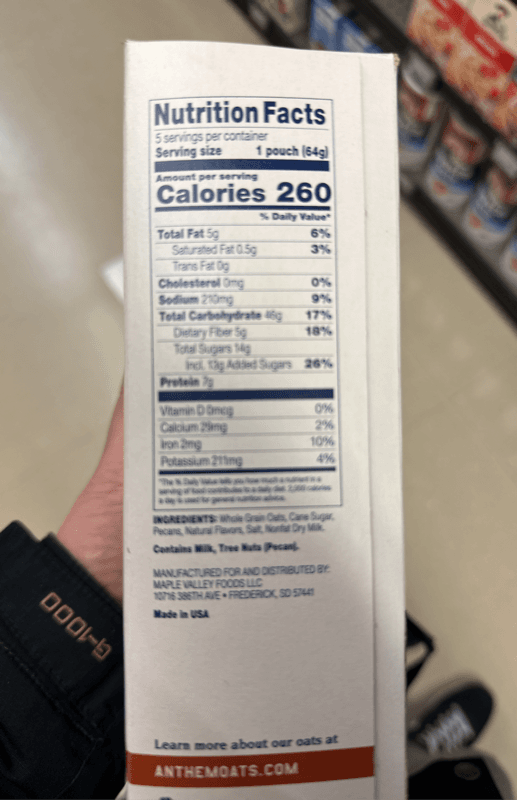 Nutrition Facts
5 servings per container
Serving size 1 pouch (64g)
Amount per serving
Calories 260
% Daily Value*
Total Fat 5g 6%
Saturated Fat 0.5g 3%
Trans Fat 0g
Cholesterol 0mg 0%
Sodium 210mg 9%
Total Carbohydrate 46g 17%
Dietary Fiber 5g 18%
Total Sugars 14g
Incl. 13g Added Sugars 26%
Protein 7g
Vitamin D 0mcg 0%
Calcium 29mg 2%
Iron 2mg 10%
Potassium 211mg 4%
*The % Daily Value tells you how much a nutrient in a
serving of food contributes to a daily diet. 2,000 calories
a day is used for general nutrition advice.
INGREDIENTS: Whole Grain Oats, Cane Sugar,
Pecans, Natural Flavors, Salt, Nonfat Dry Milk.
Contains Milk, Tree Nuts (Pecan).
MANUFACTURED FOR AND DISTRIBUTED BY:
MAPLE VALLEY FOODS LLC
10716 386TH AVE • FREDERICK, SD 57441
Made in USA
Learn more about our oats at
ANTHEMOATS.COM
G-1000